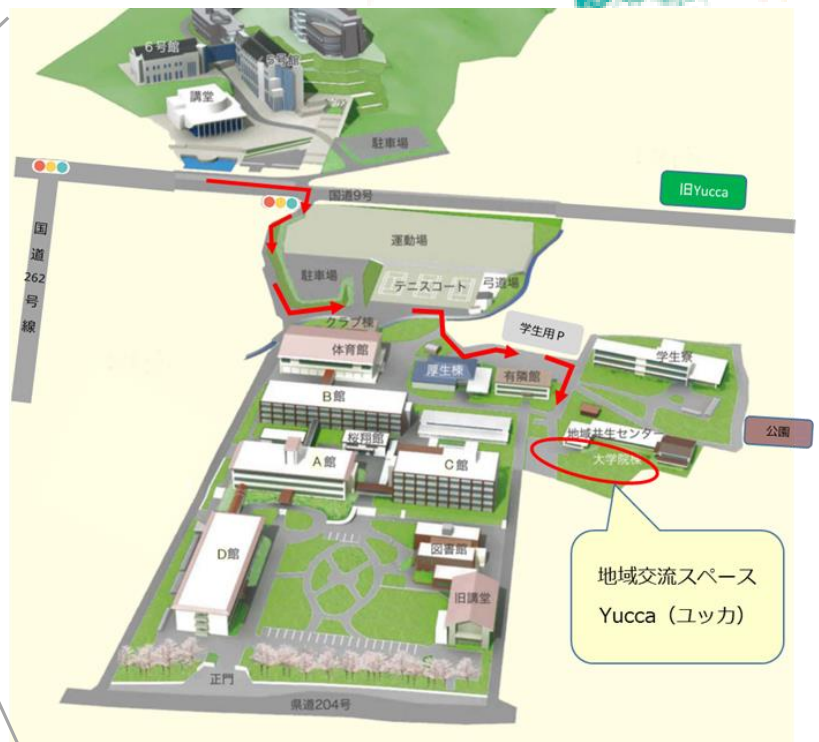 6号館
5号館
講堂
駐車場
国道9号
旧Yucca
国道262号線
運動場
駐車場
テニスコート
弓道場
クラブ棟
学生用P
体育館
厚生棟
有隣館
学生寮
B館
桜翔館
地域共生センター
公園
A館
C館
大学院棟
D館
図書館
旧講堂
地域交流スペース
Yucca(ユッカ)
正門
県道204号